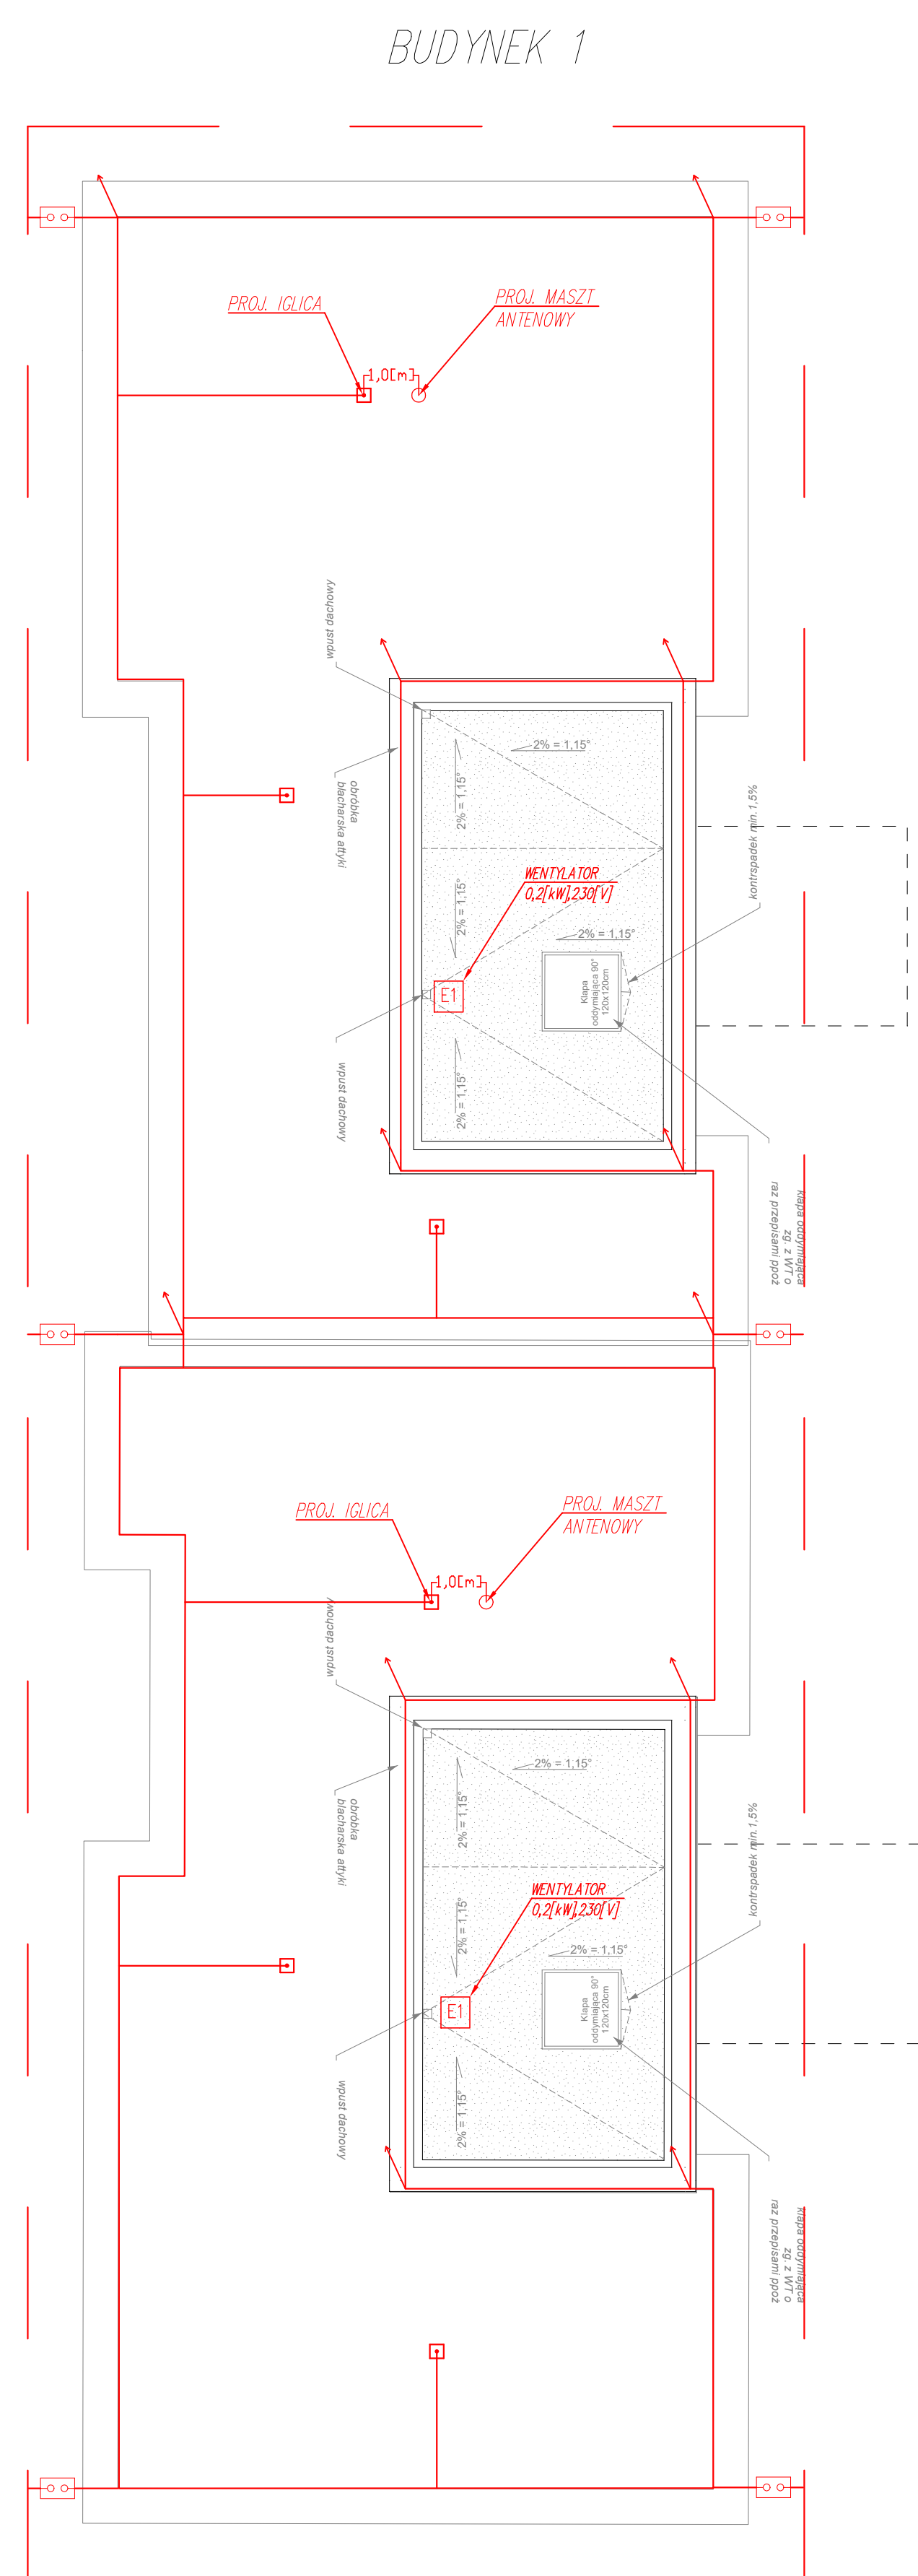 BUDYNEK 1
PROJ. IGLICA
PROJ. MASZT
ANTENOWY
1,0[m]
wpust dachowy
2% = 1,15°
2% = 1,15°
obróbka
blacharska attyki
kontrspadek min.1,5%
WENTYLATOR
0,2[kW],230[V]
2% = 1,15°
2% = 1,15°
E1
Klapa
oddymiająca 90°
120x120cm
wpust dachowy
2% = 1,15°
klapa oddymiająca
zg. z WT o
raz przepisami ppoż
PROJ. IGLICA
PROJ. MASZT
ANTENOWY
1,0[m]
wpust dachowy
2% = 1,15°
2% = 1,15°
obróbka
blacharska attyki
kontrspadek min.1,5%
WENTYLATOR
0,2[kW],230[V]
2% = 1,15°
2% = 1,15°
E1
Klapa
oddymiająca 90°
120x120cm
wpust dachowy
2% = 1,15°
klapa oddymiająca
zg. z WT o
raz przepisami ppoż